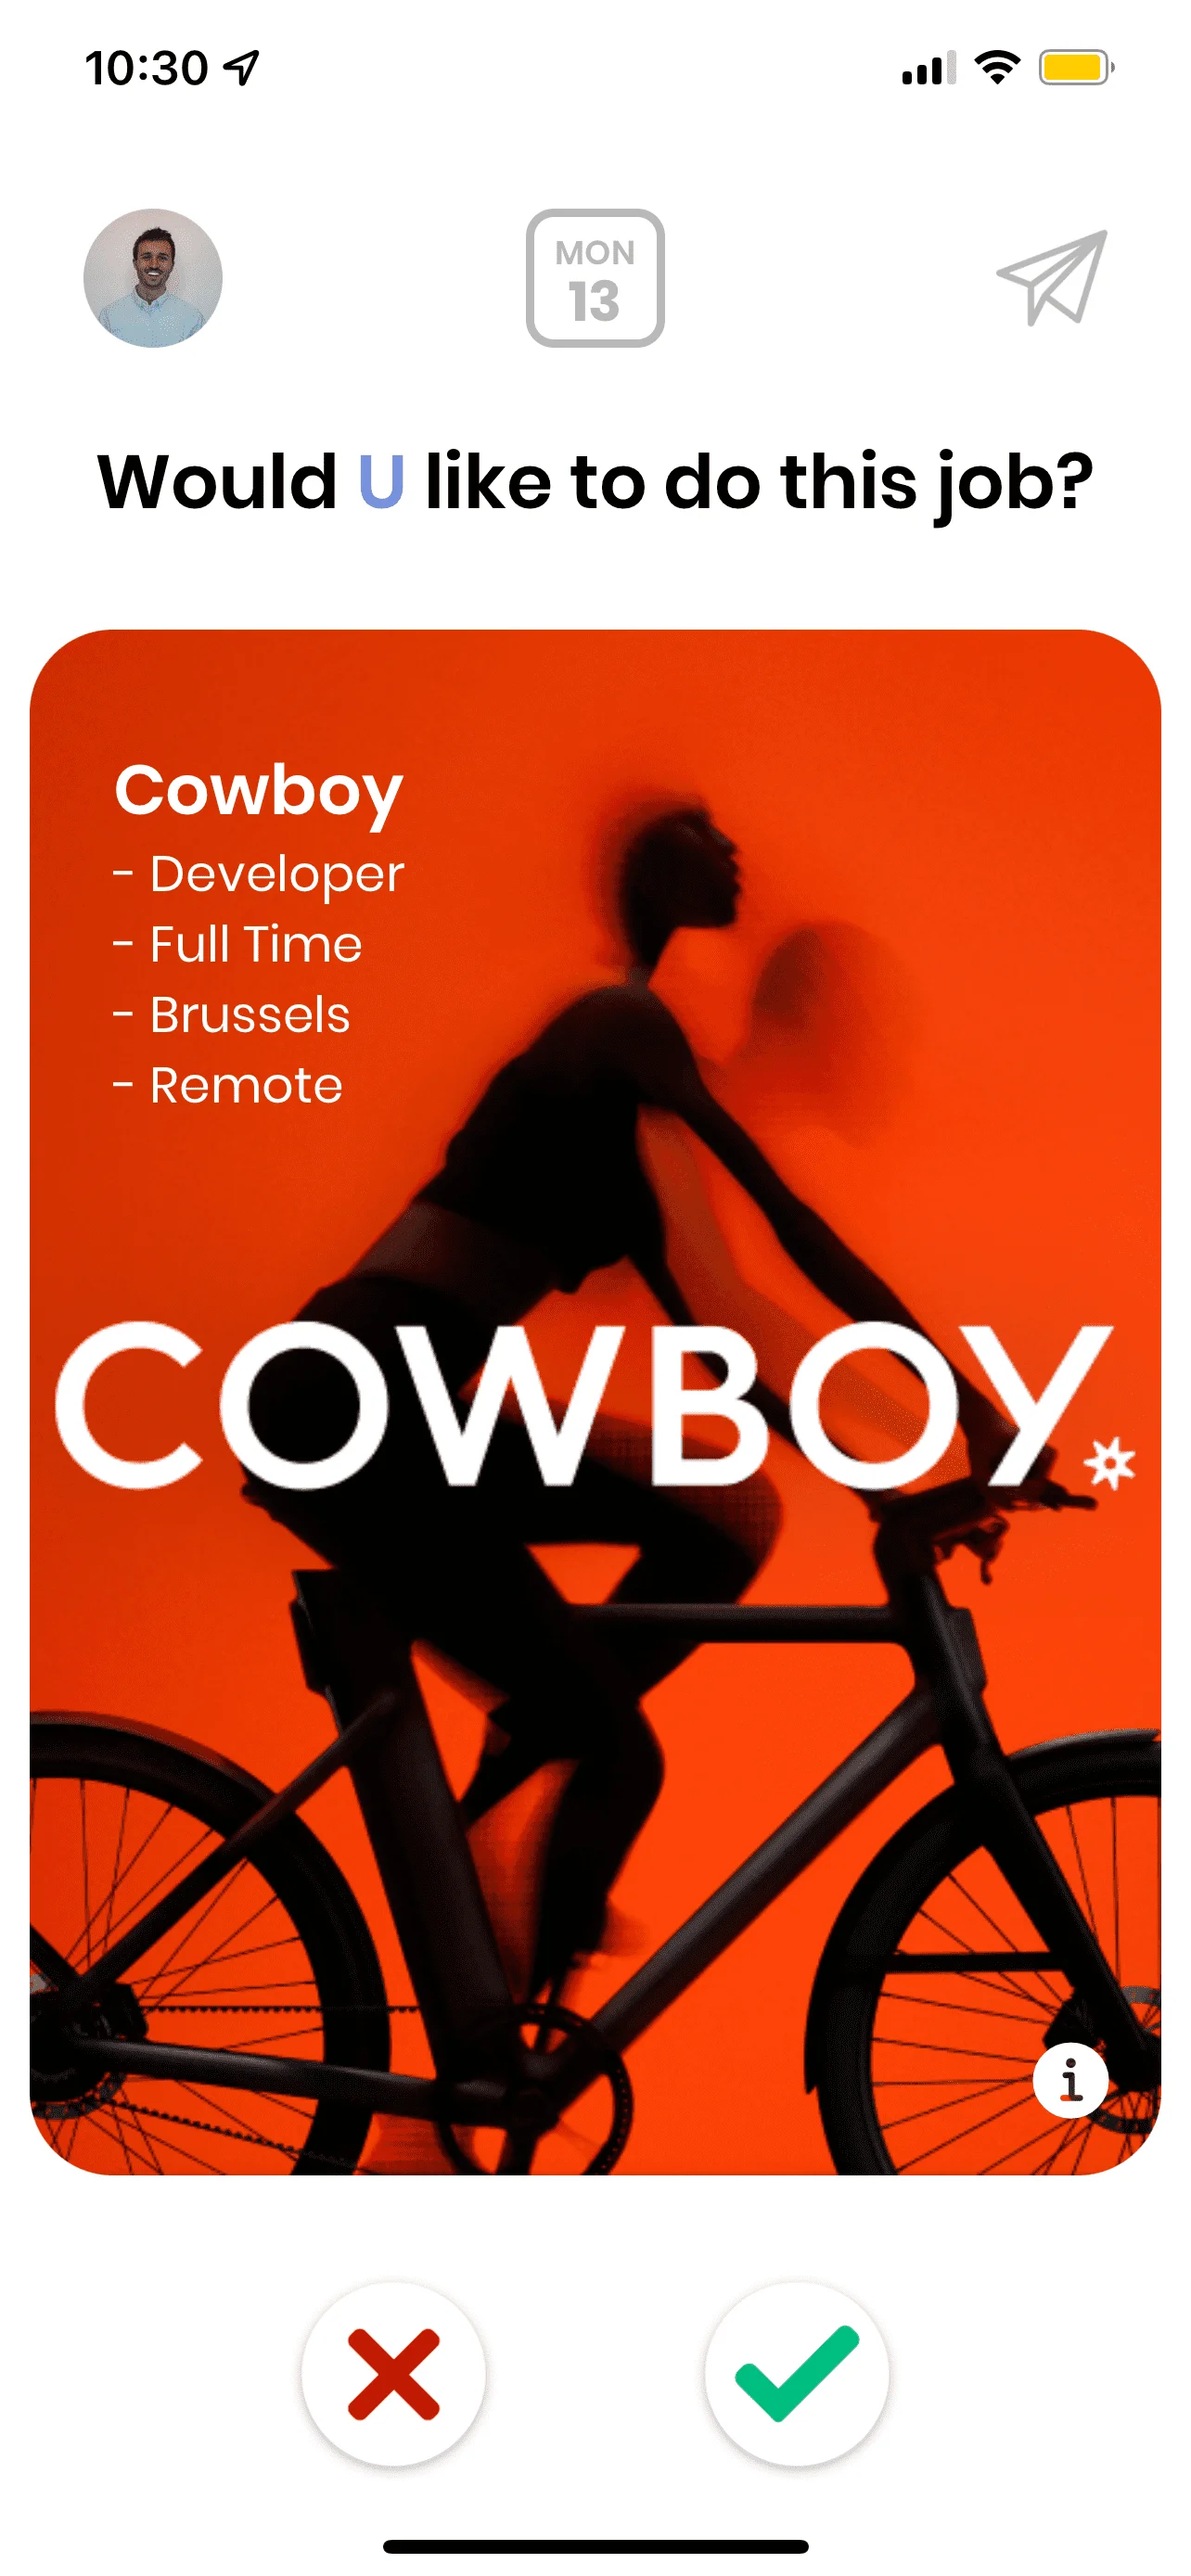 10:30
MON
13
Would U like to do this job?
Cowboy
- Developer
- Full Time
- Brussels
- Remote
COWBOY
i